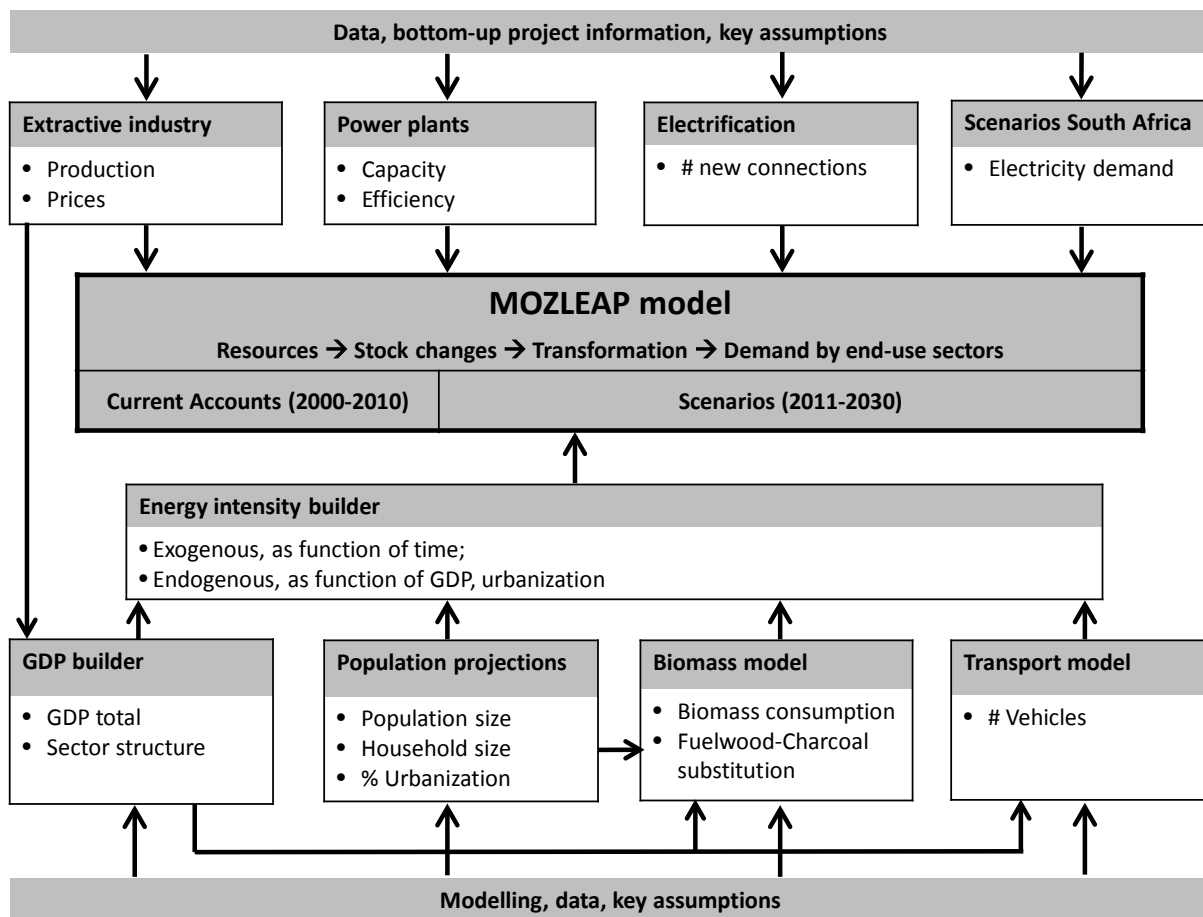 Data, bottom-up project information, key assumptions
Extractive industry
• Production
• Prices
Power plants
• Capacity
• Efficiency
Electrification
• # new connections
Scenarios South Africa
• Electricity demand
MOZLEAP model
Resources → Stock changes → Transformation → Demand by end-use sectors
Current Accounts (2000-2010)
Scenarios (2011-2030)
Energy intensity builder
• Exogenous, as function of time;
• Endogenous, as function of GDP, urbanization
GDP builder
• GDP total
• Sector structure
Population projections
• Population size
• Household size
• % Urbanization
Biomass model
• Biomass consumption
• Fuelwood-Charcoal
substitution
Transport model
• # Vehicles
Modelling, data, key assumptions